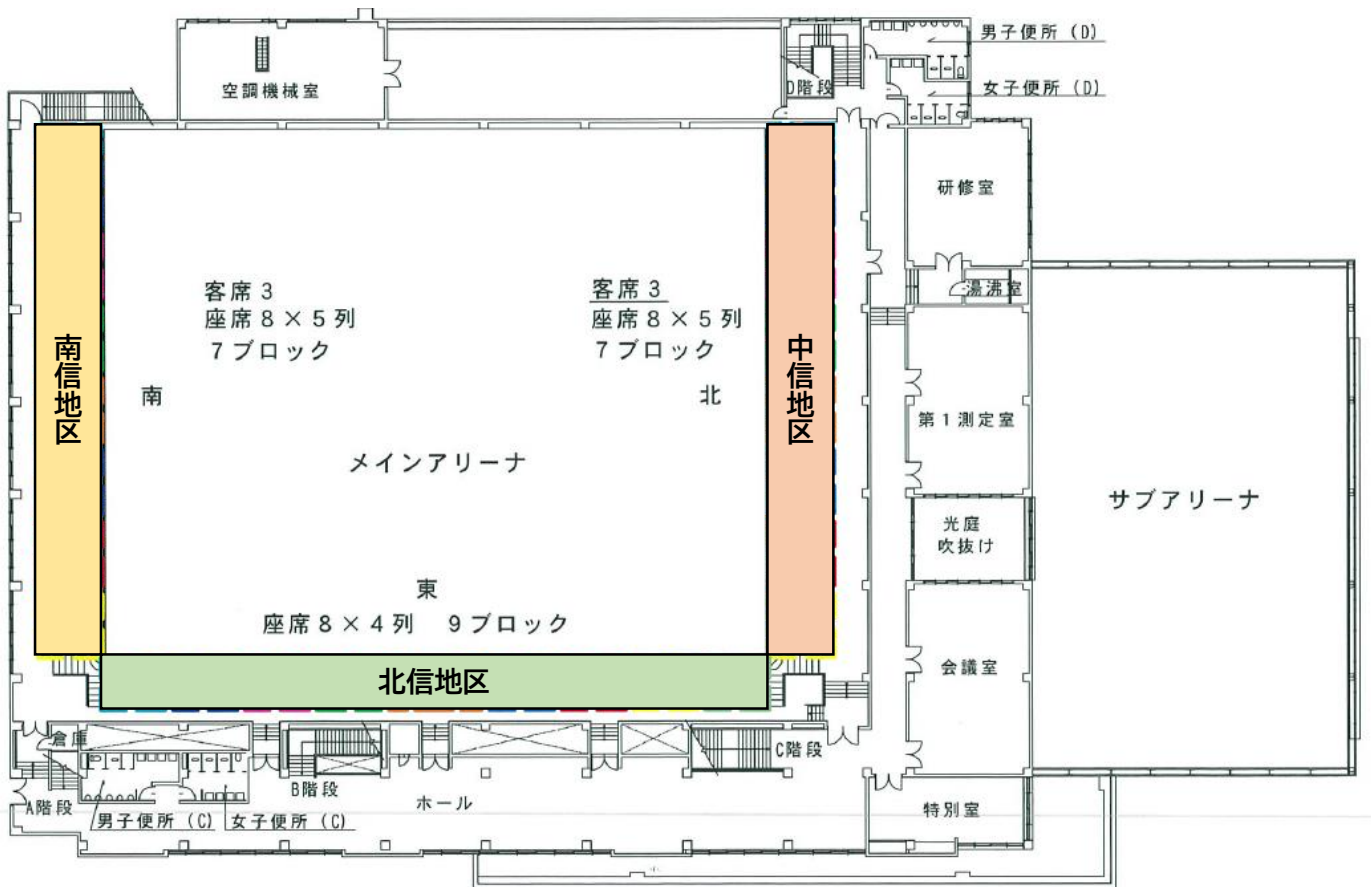 男子便所（D）
空調機械室
D階段
女子便所（D）
研修室
客席３
座席８×５列
７ブロック
客席３
座席８×５列
７ブロック
湯沸室
南信地区
中信地区
南
北
第１測定室
メインアリーナ
サブアリーナ
光庭
吹抜け
東
座席８×４列　９ブロック
北信地区
会議室
倉庫
C階段
B階段
A階段
ホール
特別室
男子便所（C）
女子便所（C）